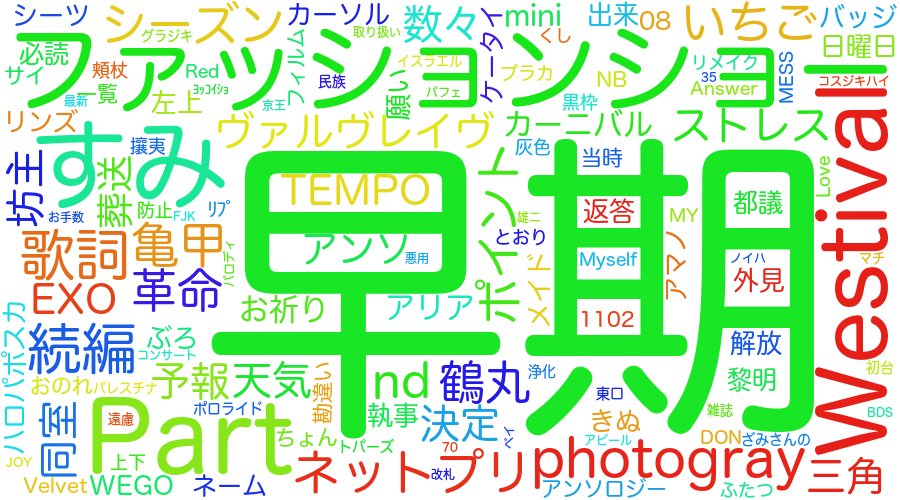 シーツ
シーズン
カーソル
数々
mini
出来
08
いちご
バッジ
グラジキ
取り扱い
くし
必読
ファッションンショ
日曜日
サイ
頬杖
Red
フィルム
イスラエル
ケータイ
プラカ
NB
リメイク
MESS
35
コスジキハイ
一覧
ﾖｯｺｲｼｮ
民族
願い
パフェ
黒枠
Answer
最新
左上
京王
リンズ
ヴァルヴレイヴ
カーニバル
ストレス
すみ
攘夷
灰色
当時
Love
Westivall
坊主
葬送
TEMPO
ポイント
返答
都議
お手数
防止
FJK
ﾘﾌﾟ
雄二
MY
歌詞
亀甲
パロディ
アンソ
悪用
とおり
Myself
アマノ
ノイハ
外見
マチ
EXO
革命
お祈り
アリア
メイド
1102
早期
ハロパポスカ
続編
ぶろ
コンサート
解放
初台
おのれ
パレスチナ
予報
天気
nd
鶴丸
浄化
東口
黎明
同室
Part
遠慮
ポロライド
勘違い
執事
決定
ペイ
きぬ
雑誌
BDS
ちょん
トパーズ
アピール
DON
ざみさんの
JOY
上下
70
改札
ネットプリ
photogray
三角
Velvet
WEGO
ネーム
アンソロジー
ふたつ